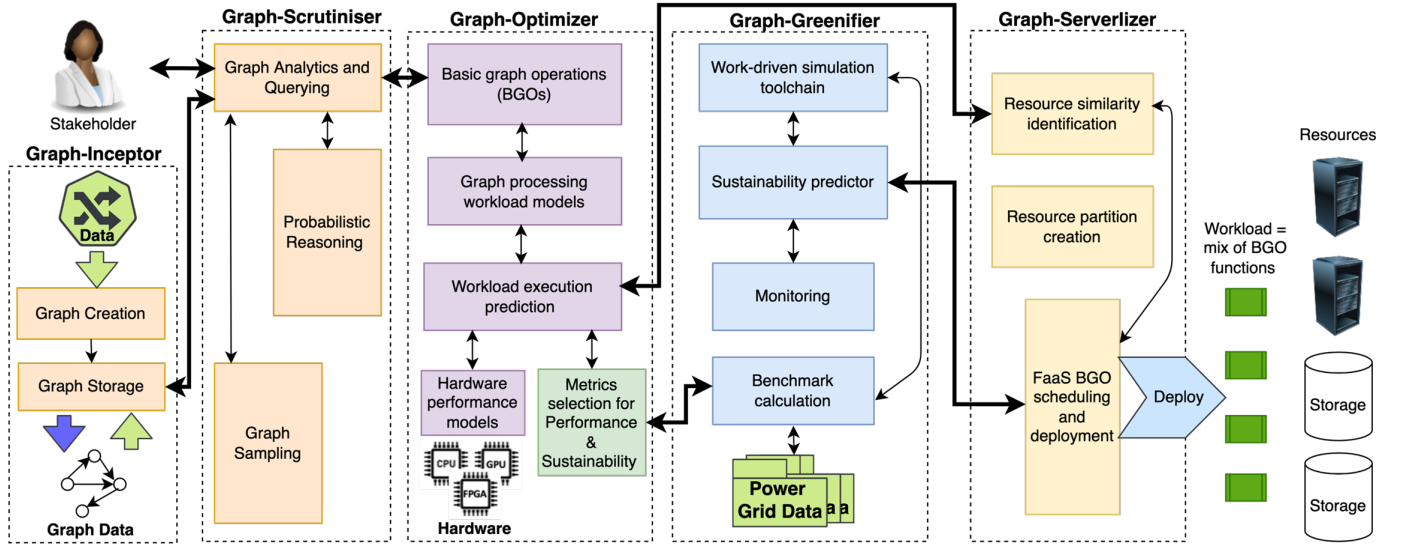 Stakeholder
Graph-Inceptor
Data
Graph Creation
Graph Storage
Graph Data
Graph-Scrutiniser
Graph Analytics and
Querying
Probabilistic
Reasoning
Graph
Sampling
Graph-Optimizer
Basic graph operations
(BGOs)
Graph processing
workload models
Workload execution
prediction
Hardware
performance
models
Metrics
selection for
Performance
&
Sustainability
CPU
GPU
FPGA
Hardware
Graph-Greenifier
Work-driven simulation
toolchain
Sustainability predictor
Monitoring
Benchmark
calculation
Power
Grid Data
a
a
Graph-Serverlizer
Resource similarity
identification
Resource partition
creation
FaaS BGO
scheduling
and
deployment
Deploy
Workload =
mix of BGO
functions
Resources
Storage
Storage